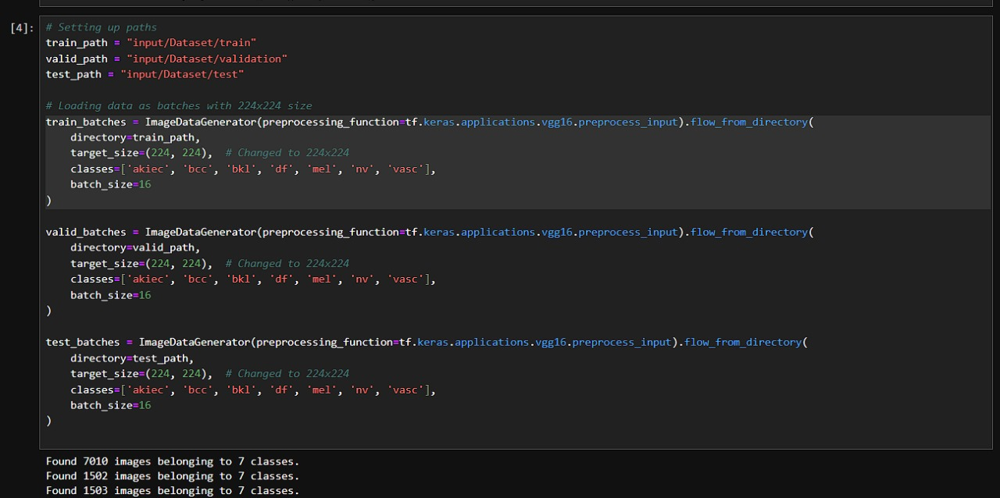 [4]:
# Setting up paths
train_path = "input/Dataset/train"
valid_path = "input/Dataset/validation"
test_path = "input/Dataset/test"
# Loading data as batches with 224x224 size
train_batches = ImageDataGenerator(preprocessing_function=tf.keras.applications.vgg16.preprocess_input).flow_from_directory(
    directory=train_path,
    target_size=(224, 224),  # Changed to 224x224
    classes=['akiec', 'bcc', 'bkl', 'df', 'mel', 'nv', 'vasc'],
    batch_size=16
)
valid_batches = ImageDataGenerator(preprocessing_function=tf.keras.applications.vgg16.preprocess_input).flow_from_directory(
    directory=valid_path,
    target_size=(224, 224),  # Changed to 224x224
    classes=['akiec', 'bcc', 'bkl', 'df', 'mel', 'nv', 'vasc'],
    batch_size=16
)
test_batches = ImageDataGenerator(preprocessing_function=tf.keras.applications.vgg16.preprocess_input).flow_from_directory(
    directory=test_path,
    target_size=(224, 224),  # Changed to 224x224
    classes=['akiec', 'bcc', 'bkl', 'df', 'mel', 'nv', 'vasc'],
    batch_size=16
)
Found 7010 images belonging to 7 classes.
Found 1502 images belonging to 7 classes.
Found 1503 images belonging to 7 classes.